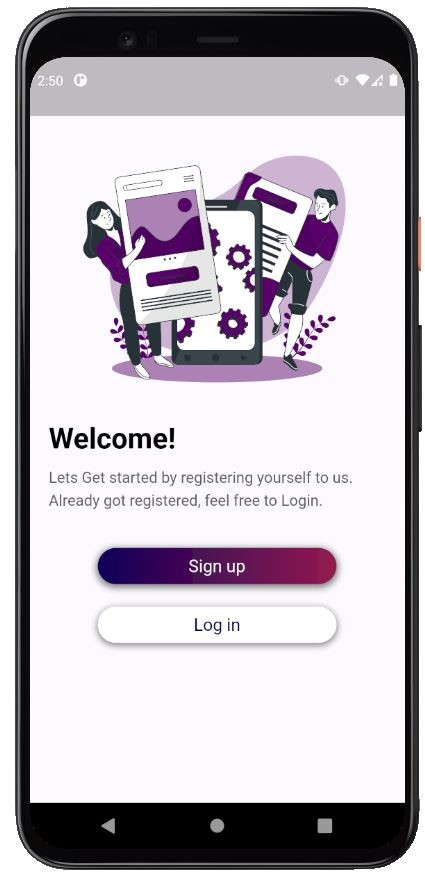 2:50
Welcome!
Lets Get started by registering yourself to us.
Already got registered, feel free to Login.
Sign up
Log in